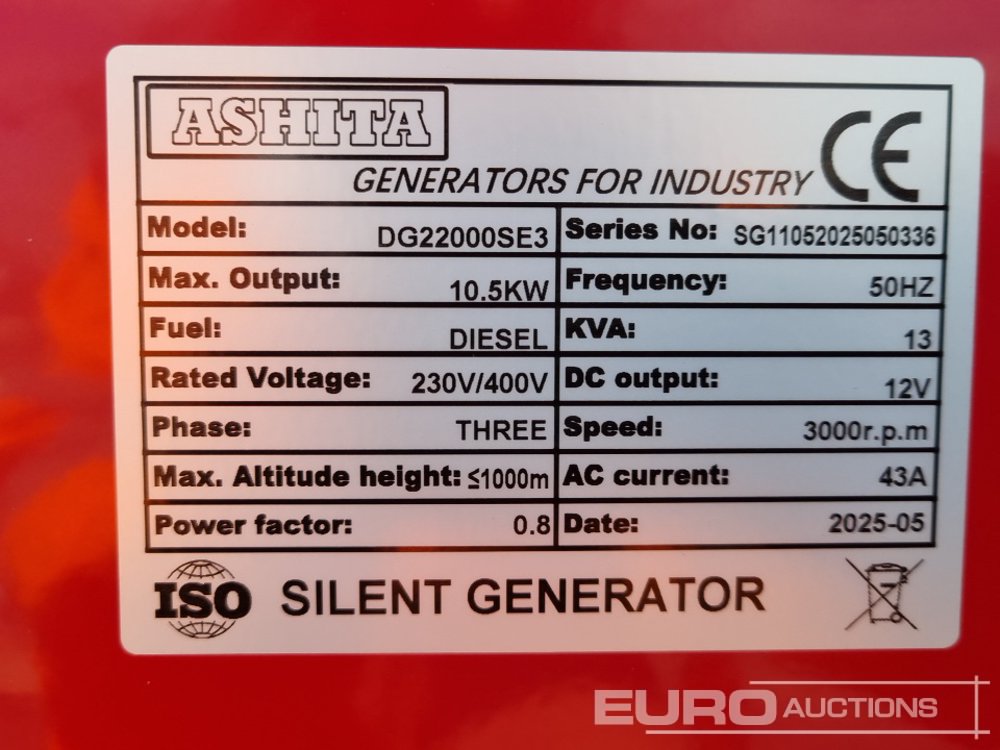 ASHITA
CE
GENERATORS FOR INDUSTRY
Model: DG22000SE3 Series No: SG11052025050336
Max. Output: 10.5KW Frequency: 50HZ
Fuel: DIESEL KVA: 13
Rated Voltage: 230V/400V DC output: 12V
Phase: THREE Speed: 3000r.p.m
Max. Altitude height: ≤1000m AC current: 43A
Power factor: 0.8 Date: 2025-05
ISO SILENT GENERATOR
EURO AUCTIONS